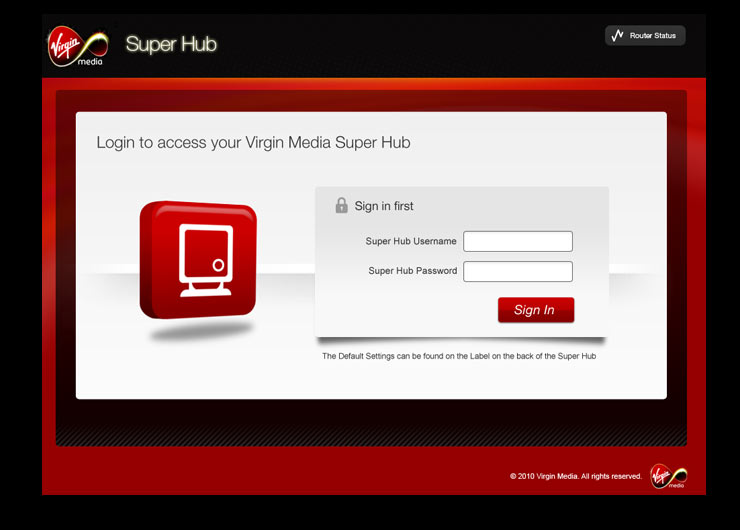 Virgin
media
Super Hub
Router Status
Login to access your Virgin Media Super Hub
Sign in first
Super Hub Username
Super Hub Password
Sign In
The Default Settings can be found on the Label on the back of the Super Hub
© 2010 Virgin Media. All rights reserved.
Virgin
media